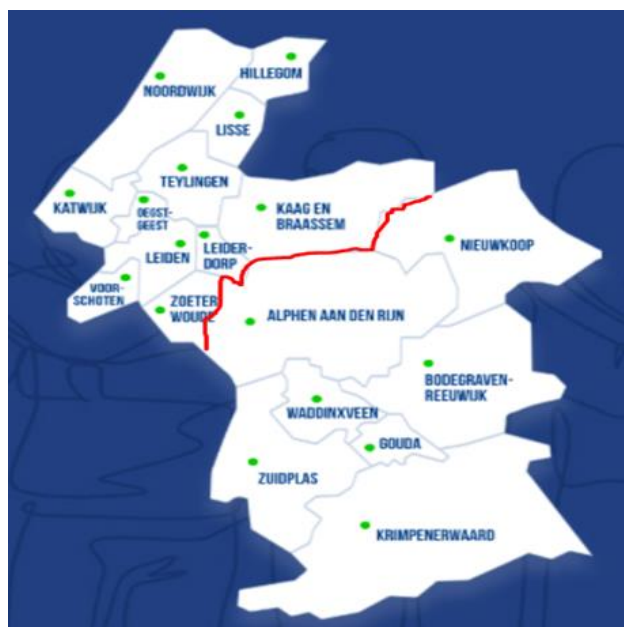 HILLEGOM
NOORDWIJK
LISSE
TEYLINGEN
KATWIJK
OEGST-
GEEST
KAAG EN
BRAASSEM
LEIDEN
LEIDER-
DORP
NIEUWKOOP
VOOR-
SCHOTEN
ZOETER
WOUDE
ALPHEN AAN DEN RIJN
BODEGRAVEN-
REEUWIJK
WADDINXVEEN
GOUDA
ZUIDPLAS
KRIMPENERWAARD